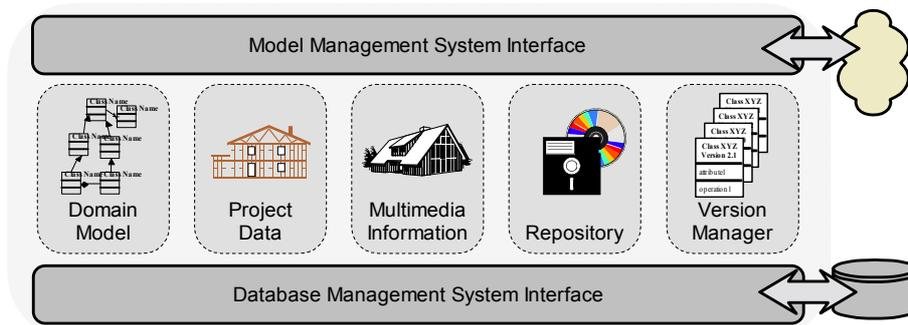 Model Management System Interface
Class Name
Class Name
Class Name
Class Name
Class Name
Class Name
Domain
Model
Project
Data
Multimedia
Information
Repository
Class XYZ
Class XYZ
Class XYZ
Class XYZ
Version 2.1
attribute1
operation1
Version
Manager
Database Management System Interface